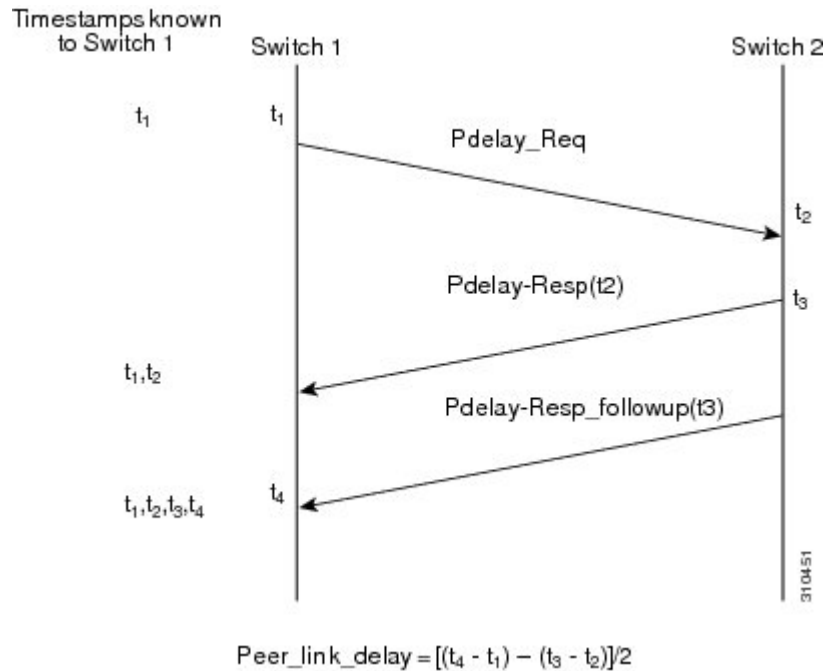 Timestamps known
to Switch 1
Switch 1
Switch 2
t₁
t₁
Pdelay_Req
t₂
Pdelay-Resp(t2)
t₃
t₁,t₂
Pdelay-Resp_followup(t3)
t₁,t₂,t₃,t₄
t₄
310451
Peer_link_delay = [(t₄ - t₁) – (t₃ - t₂)]/2